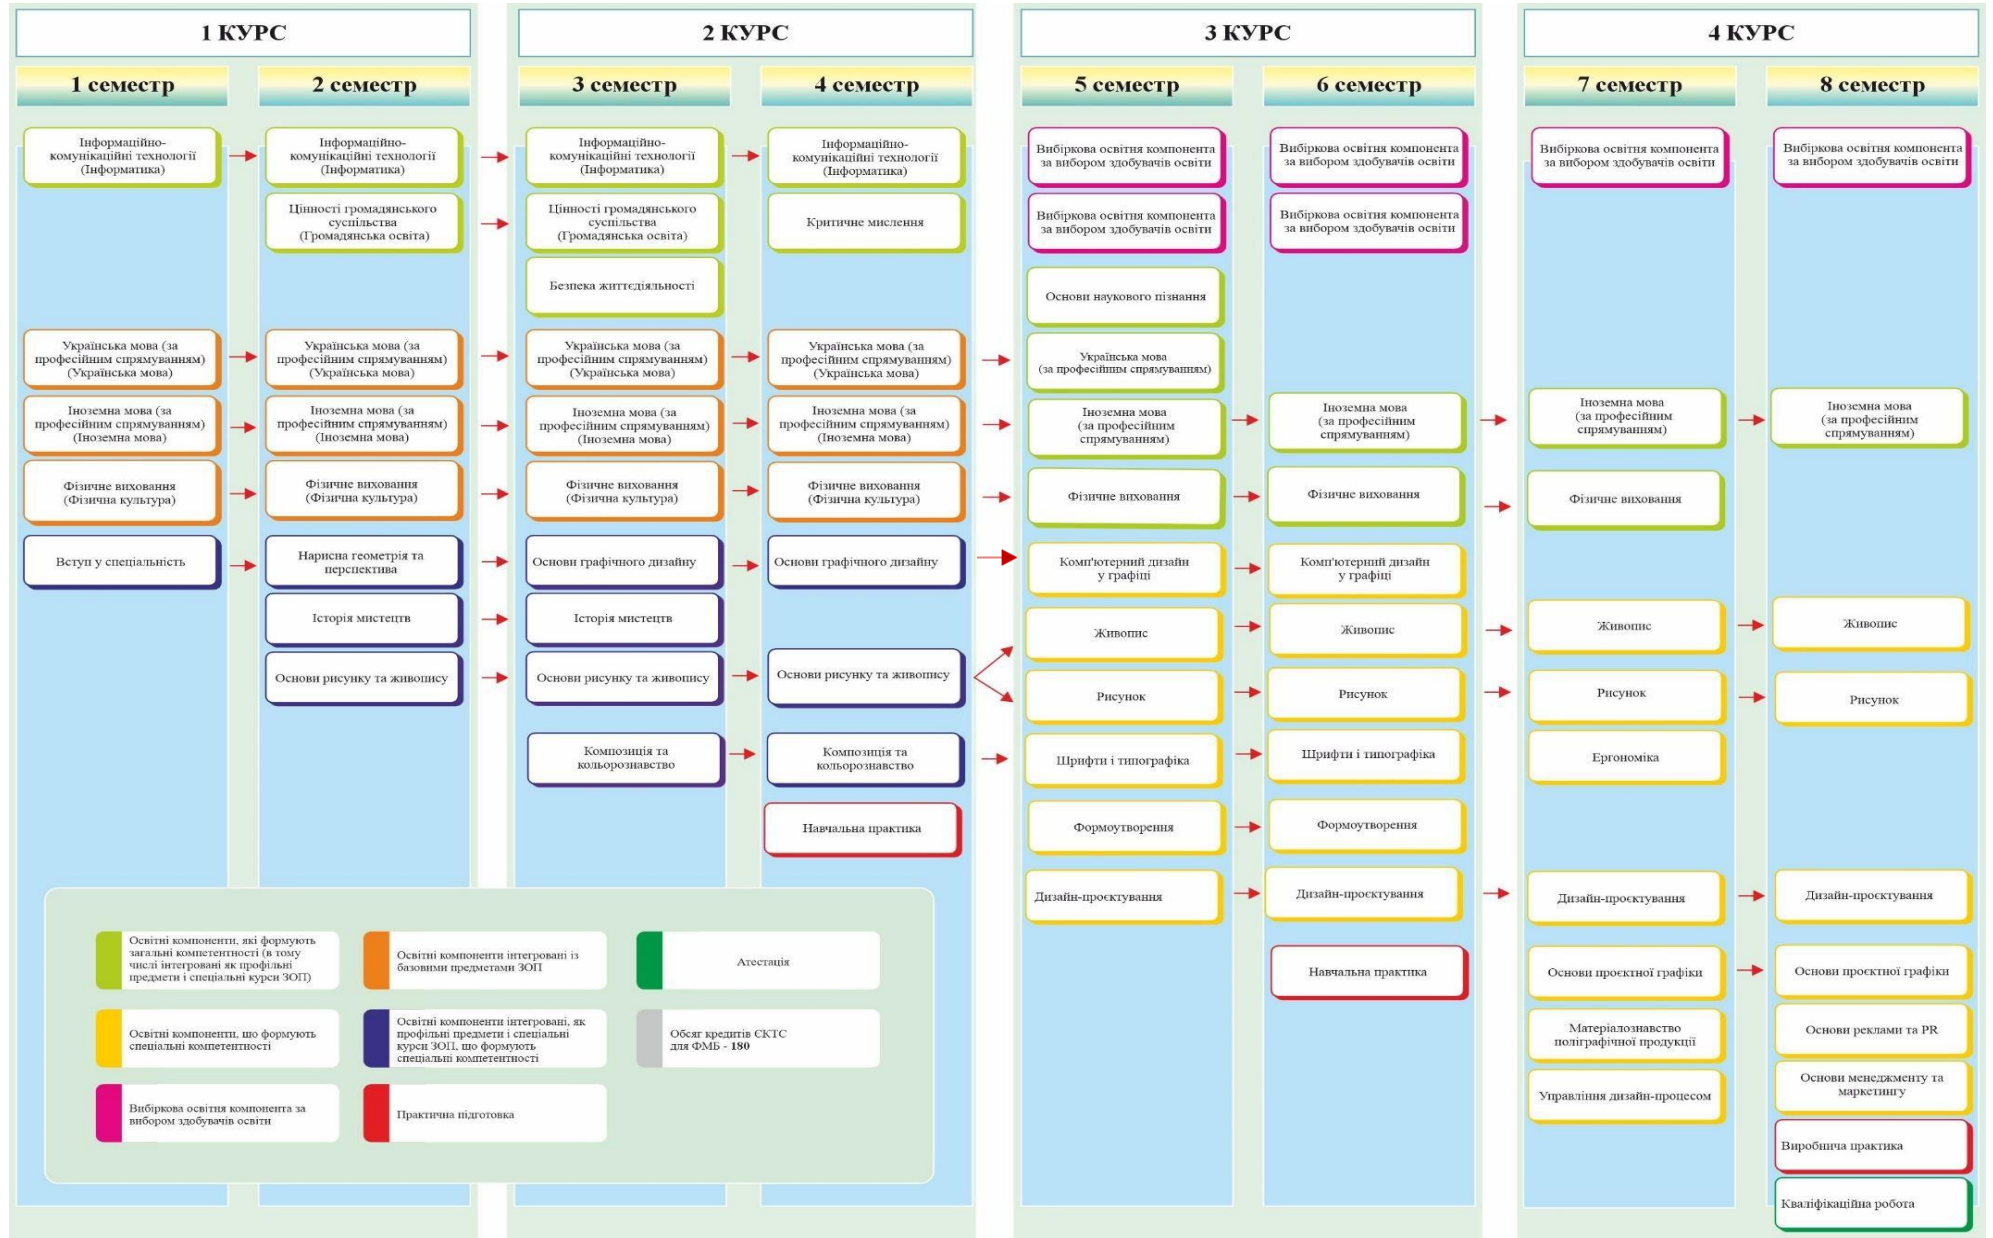 1 КУРС
2 КУРС
3 КУРС
4 КУРС
1 семестр
2 семестр
3 семестр
4 семестр
5 семестр
6 семестр
7 семестр
8 семестр
Інформаційно-
комунікаційні технології
(Інформатика)
Українська мова (за
професійним спрямуванням)
(Українська мова)
Іноземна мова (за
професійним спрямуванням)
(Іноземна мова)
Фізичне виховання
(Фізична культура)
Вступ у спеціальність
Інформаційно-
комунікаційні технології
(Інформатика)
Цінності громадянського
суспільства
(Громадянська освіта)
Українська мова (за
професійним спрямуванням)
(Українська мова)
Іноземна мова (за
професійним спрямуванням)
(Іноземна мова)
Фізичне виховання
(Фізична культура)
Нарисна геометрія та
перспектива
Історія мистецтв
Основи рисунку та живопису
Інформаційно-
комунікаційні технології
(Інформатика)
Цінності громадянського
суспільства
(Громадянська освіта)
Безпека життєдіяльності
Українська мова (за
професійним спрямуванням)
(Українська мова)
Іноземна мова (за
професійним спрямуванням)
(Іноземна мова)
Фізичне виховання
(Фізична культура)
Основи графічного дизайну
Історія мистецтв
Основи рисунку та живопису
Композиція та
кольорознавство
Інформаційно-
комунікаційні технології
(Інформатика)
Критичне мислення
Українська мова (за
професійним спрямуванням)
(Українська мова)
Іноземна мова (за
професійним спрямуванням)
(Іноземна мова)
Фізичне виховання
(Фізична культура)
Основи графічного дизайну
Основи рисунку та живопису
Композиція та
кольорознавство
Навчальна практика
Вибіркова освітня компонента
за вибором здобувачів освіти
Вибіркова освітня компонента
за вибором здобувачів освіти
Основи наукового пізнання
Українська мова
(за професійним спрямуванням)
Іноземна мова
(за професійним
спрямуванням)
Фізичне виховання
Комп'ютерний дизайн
у графіці
Живопис
Рисунок
Шрифти і типографіка
Формоутворення
Дизайн-проєктування
Вибіркова освітня компонента
за вибором здобувачів освіти
Вибіркова освітня компонента
за вибором здобувачів освіти
Іноземна мова
(за професійним
спрямуванням)
Фізичне виховання
Комп'ютерний дизайн
у графіці
Живопис
Рисунок
Шрифти і типографіка
Формоутворення
Дизайн-проєктування
Навчальна практика
Вибіркова освітня компонента
за вибором здобувачів освіти
Іноземна мова
(за професійним
спрямуванням)
Фізичне виховання
Живопис
Рисунок
Ергономіка
Дизайн-проєктування
Основи проєктної графіки
Матеріалознавство
поліграфічної продукції
Управління дизайн-процесом
Вибіркова освітня компонента
за вибором здобувачів освіти
Іноземна мова
(за професійним
спрямуванням)
Живопис
Рисунок
Дизайн-проєктування
Основи проєктної графіки
Основи реклами та PR
Основи менеджменту та
маркетингу
Виробнича практика
Кваліфікаційна робота
Освітні компоненти, які формують
загальні компетентності (в тому
числі інтегровані як профільні
предмети і спеціальні курси ЗОП)
Освітні компоненти інтегровані із
базовими предметами ЗОП
Атестація
Освітні компоненти, що формують
спеціальні компетентності
Освітні компоненти інтегровані, як
профільні предмети і спеціальні
курси ЗОП, що формують
спеціальні компетентності
Обсяг кредитів ЄКТС
для ФМБ - 180
Вибіркова освітня компонента за
вибором здобувачів освіти
Практична підготовка